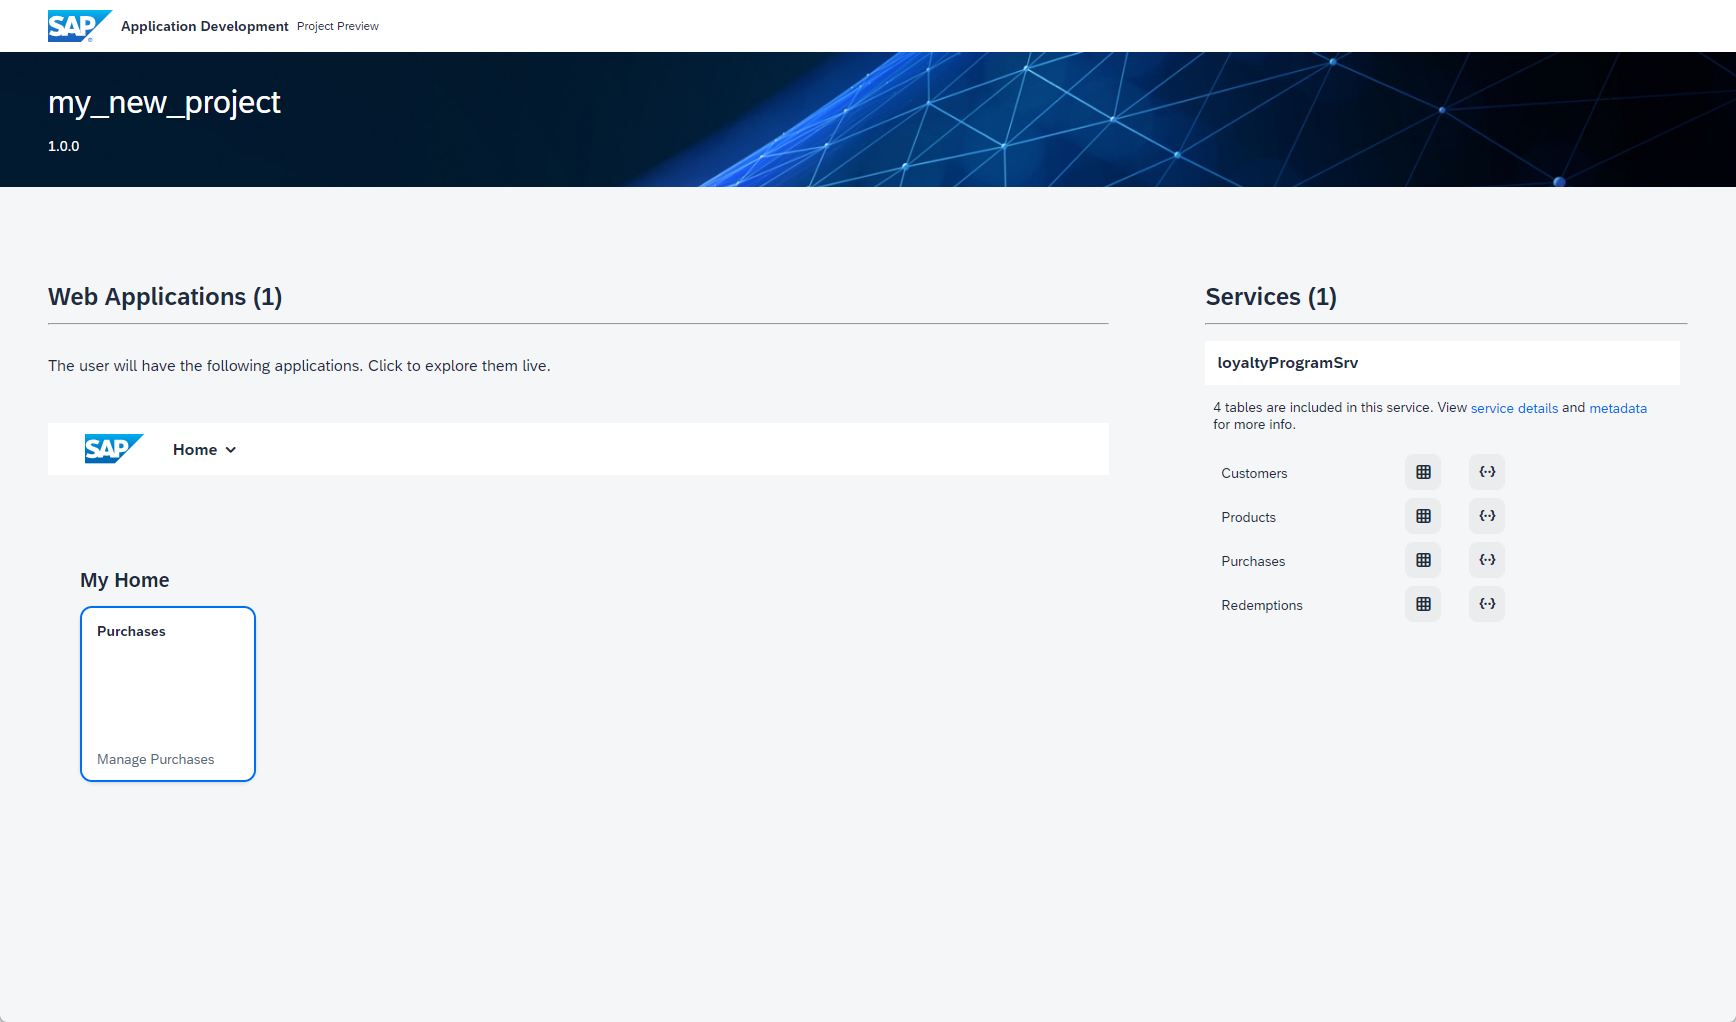 SAP Application Development Project Preview
my_new_project
1.0.0
Web Applications (1)
The user will have the following applications. Click to explore them live.
SAP Home
My Home
Purchases
Manage Purchases
Services (1)
loyaltyProgramSrv
4 tables are included in this service. View service details and metadata
for more info.
Customers
Products
Purchases
Redemptions